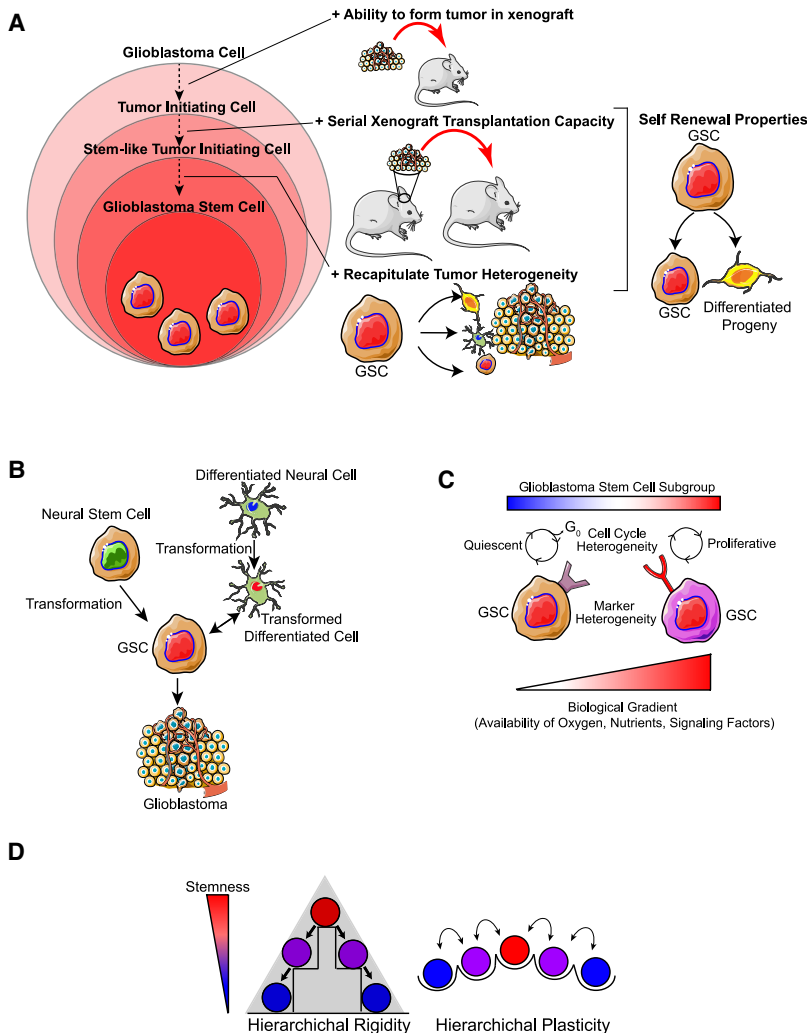 A
+ Ability to form tumor in xenograft
Glioblastoma Cell
Tumor Initiating Cell
+ Serial Xenograft Transplantation Capacity
Stem-like Tumor Initiating Cell
Glioblastoma Stem Cell
+ Recapitulate Tumor Heterogeneity
GSC
Self Renewal Properties
GSC
GSC
Differentiated
Progeny
B
Differentiated Neural Cell
Neural Stem Cell
Transformation
Transformation
Transformed
Differentiated Cell
GSC
Glioblastoma
C
Glioblastoma Stem Cell Subgroup
Quiescent
G0
Cell Cycle
Heterogeneity
Proliferative
GSC
Marker
Heterogeneity
GSC
Biological Gradient
(Availability of Oxygen, Nutrients, Signaling Factors)
D
Stemness
Hierarchichal Rigidity
Hierarchichal Plasticity